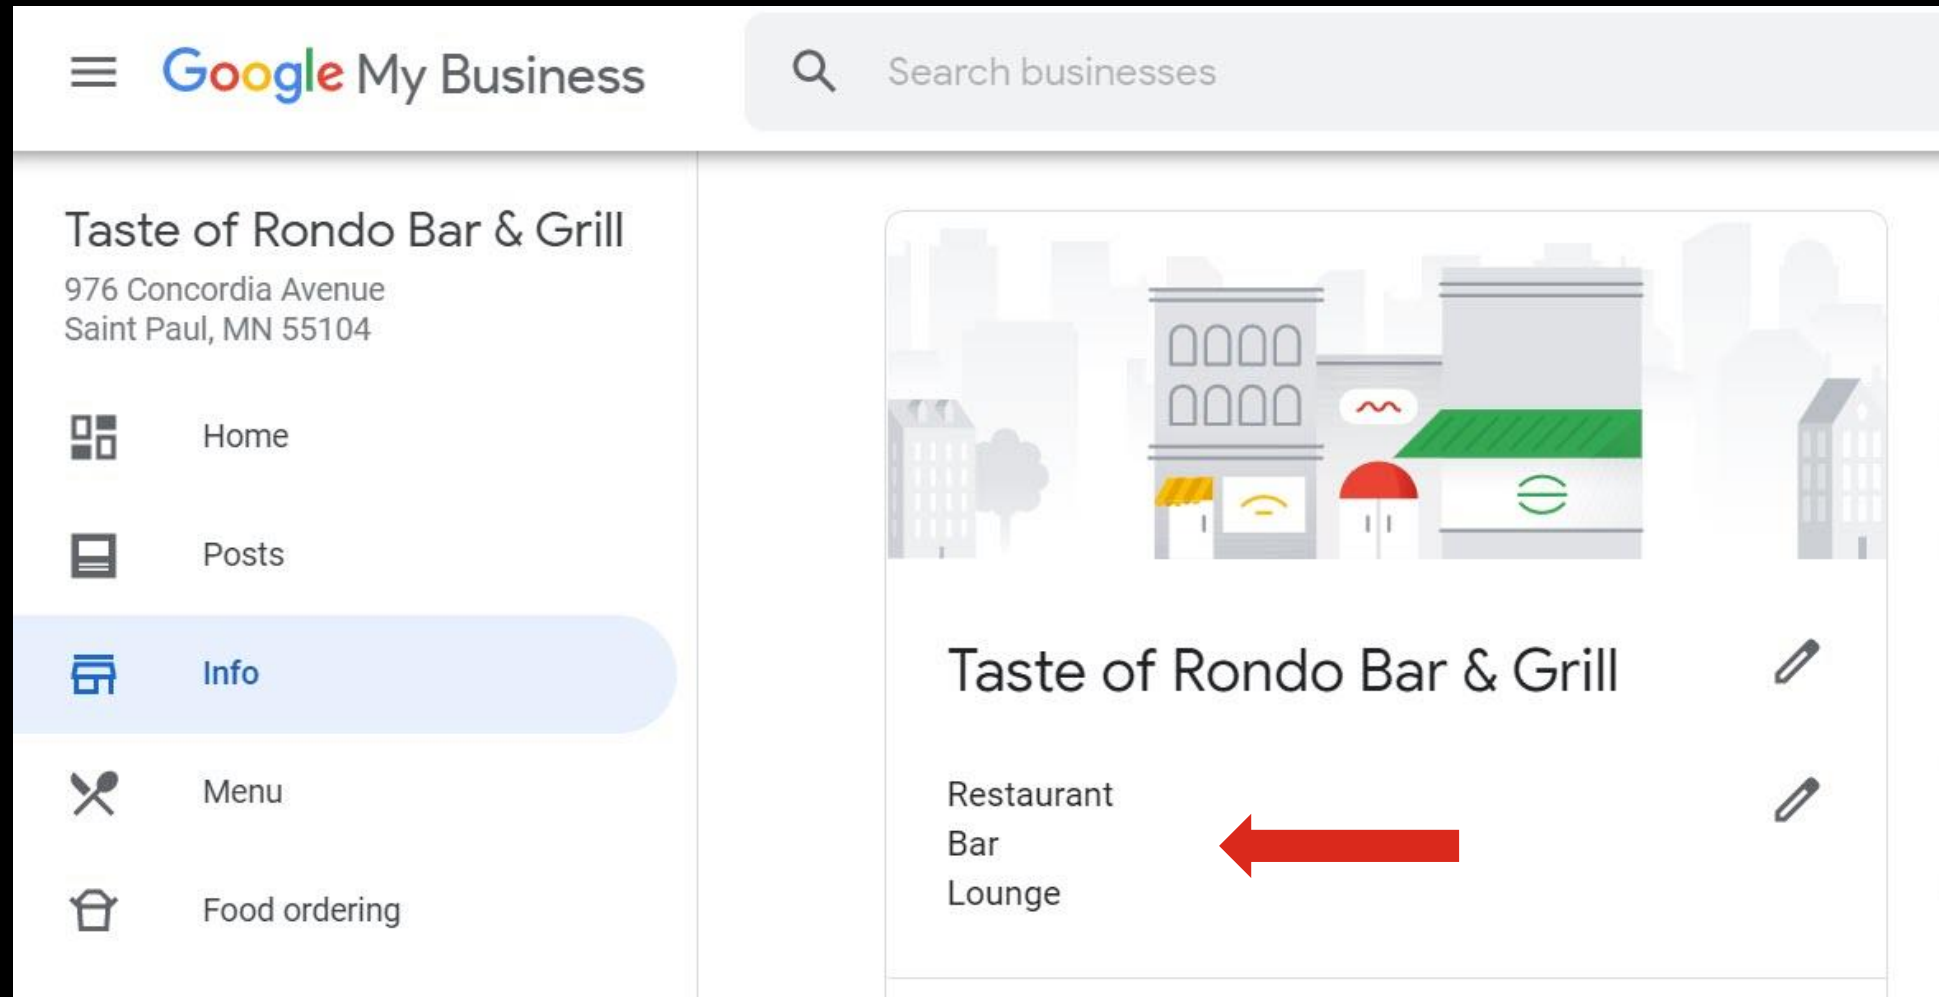 Google My Business
Search businesses
Taste of Rondo Bar & Grill
976 Concordia Avenue
Saint Paul, MN 55104
Home
Posts
Info
Menu
Food ordering
Taste of Rondo Bar & Grill
Restaurant
Bar
Lounge